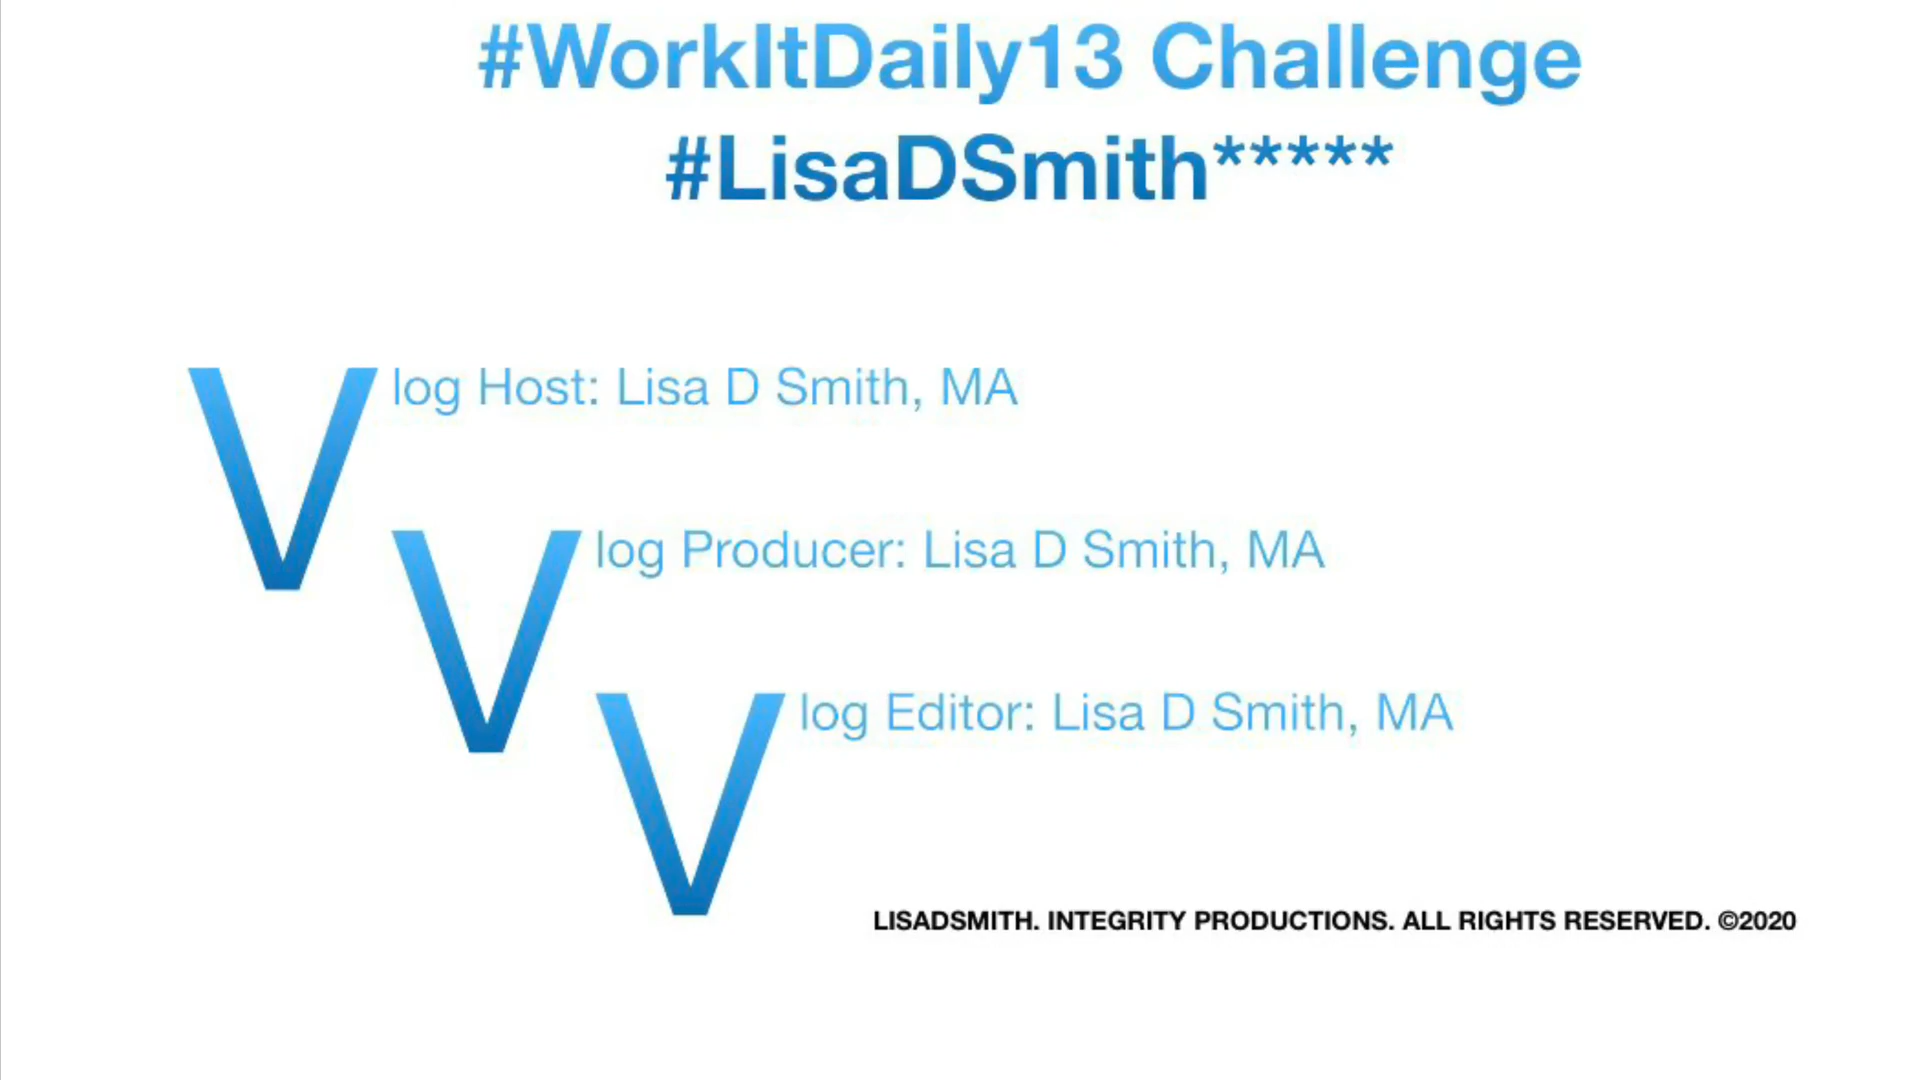 #WorkItDaily13 Challenge
#LisaDSmith*****
Vlog Host: Lisa D Smith, MA
Vlog Producer: Lisa D Smith, MA
Vlog Editor: Lisa D Smith, MA
LISADSMITH. INTEGRITY PRODUCTIONS. ALL RIGHTS RESERVED. ©2020